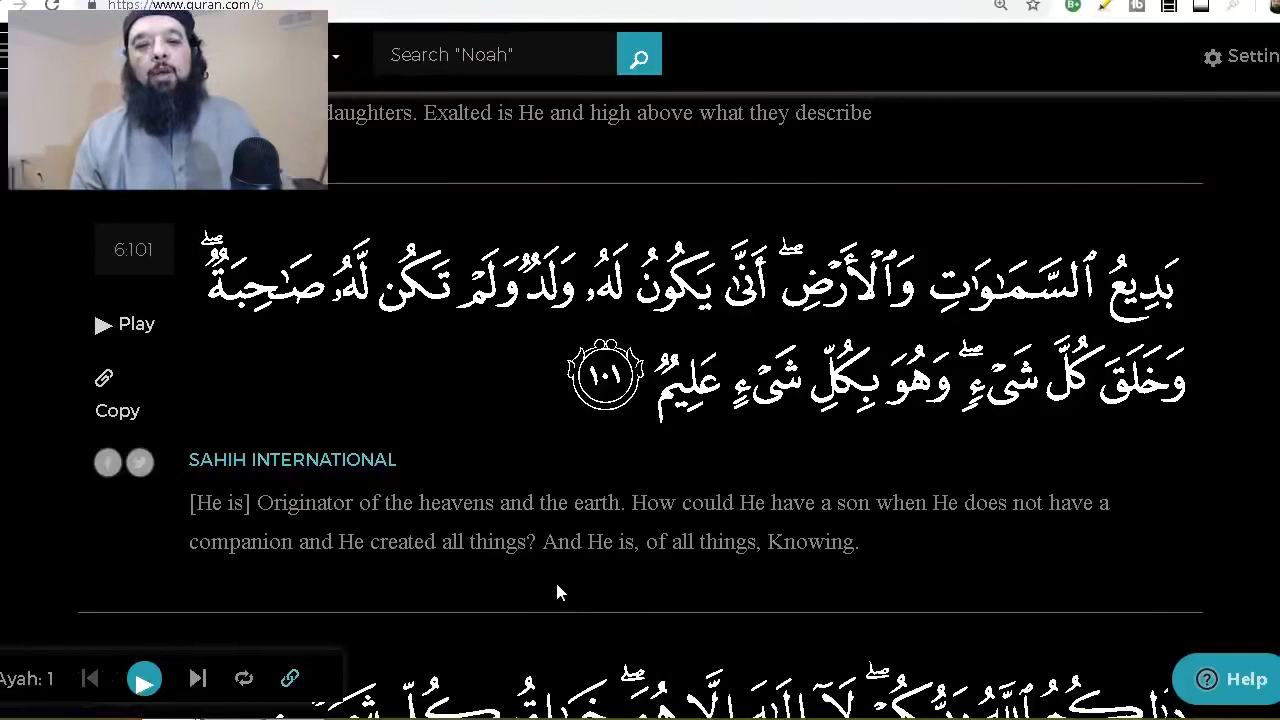 https://www.quran.com/6
Search "Noah"
Settin
daughters. Exalted is He and high above what they describe
6:101
بَدِيعُ ٱلسَّمَـٰوَٰتِ وَٱلْأَرْضِ ۖ أَنَّىٰ يَكُونُ لَهُۥ وَلَدٌ وَلَمْ تَكُن لَّهُۥ صَـٰحِبَةٌ ۖ
وَخَلَقَ كُلَّ شَىْءٍ ۖ وَهُوَ بِكُلِّ شَىْءٍ عَلِيمٌ ١٠١
Play
Copy
SAHIH INTERNATIONAL
[He is] Originator of the heavens and the earth. How could He have a son when He does not have a
companion and He created all things? And He is, of all things, Knowing.
ذَٰلِكُمُ ٱللَّهُ رَبُّكُمْ ۖ لَآ إِلَـٰهَ إِلَّا هُوَ ۖ خَـٰلِقُ كُلِّ شَىْءٍ
Ayah: 1
Help